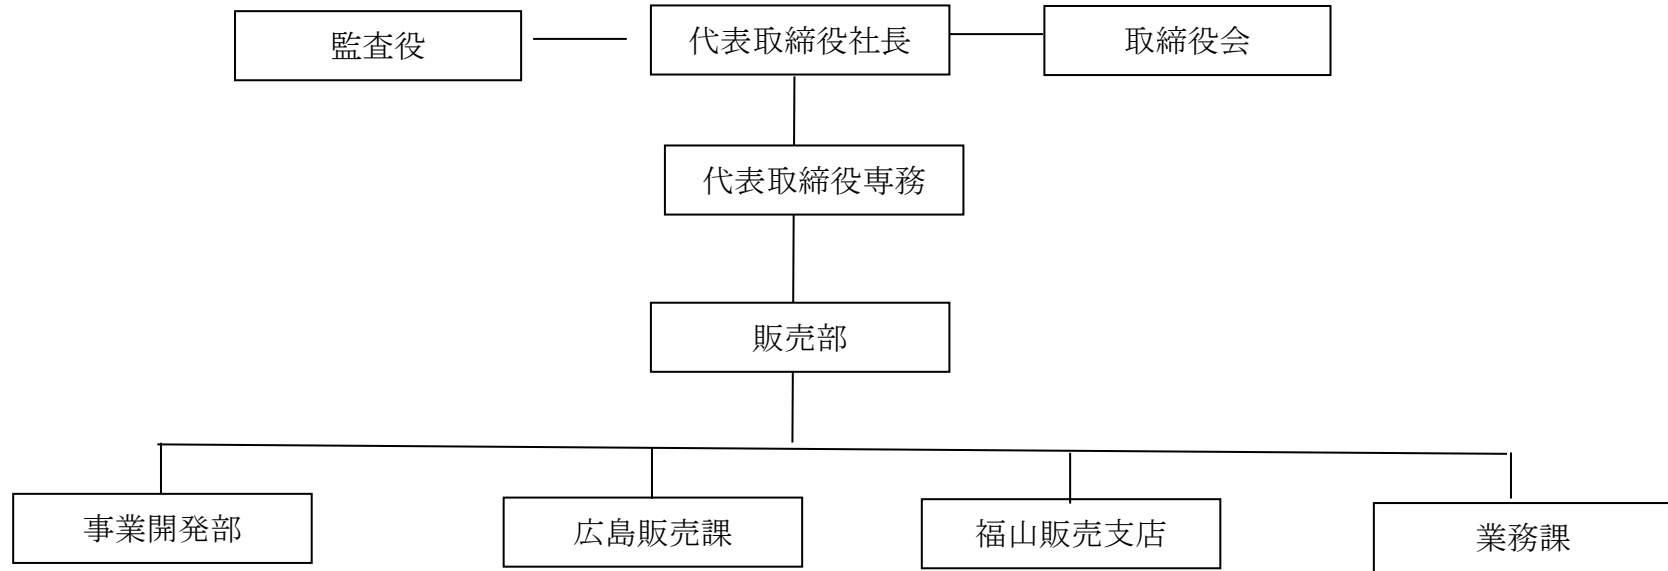 監査役
代表取締役社長
取締役会
代表取締役専務
販売部
事業開発部
広島販売課
福山販売支店
業務課